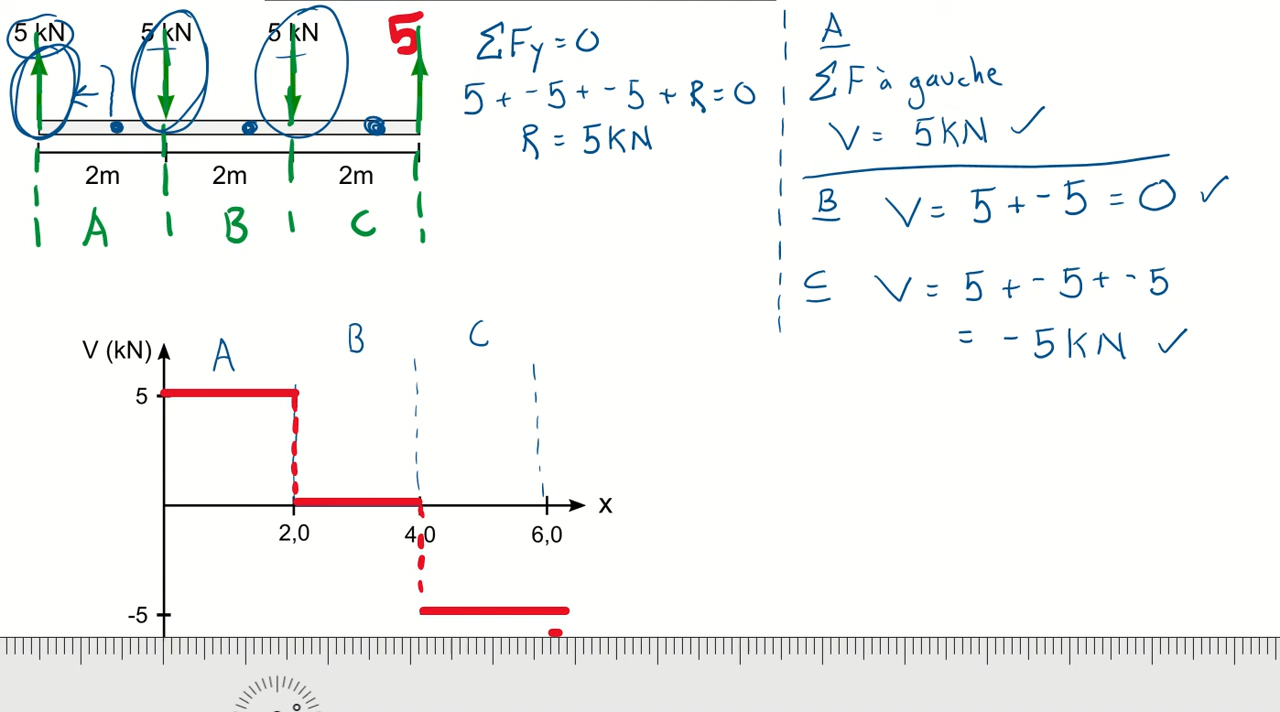 5 kN 5 kN 5 kN 5
2m 2m 2m
A B C
ΣFy = 0
5 + -5 + -5 + R = 0
R = 5KN
A
ΣF à gauche
V = 5KN ✓
B V = 5 + -5 = 0 ✓
C V = 5 + -5 + -5
= -5KN ✓
V (kN) A B C
5
2,0 4,0 6,0 x
-5